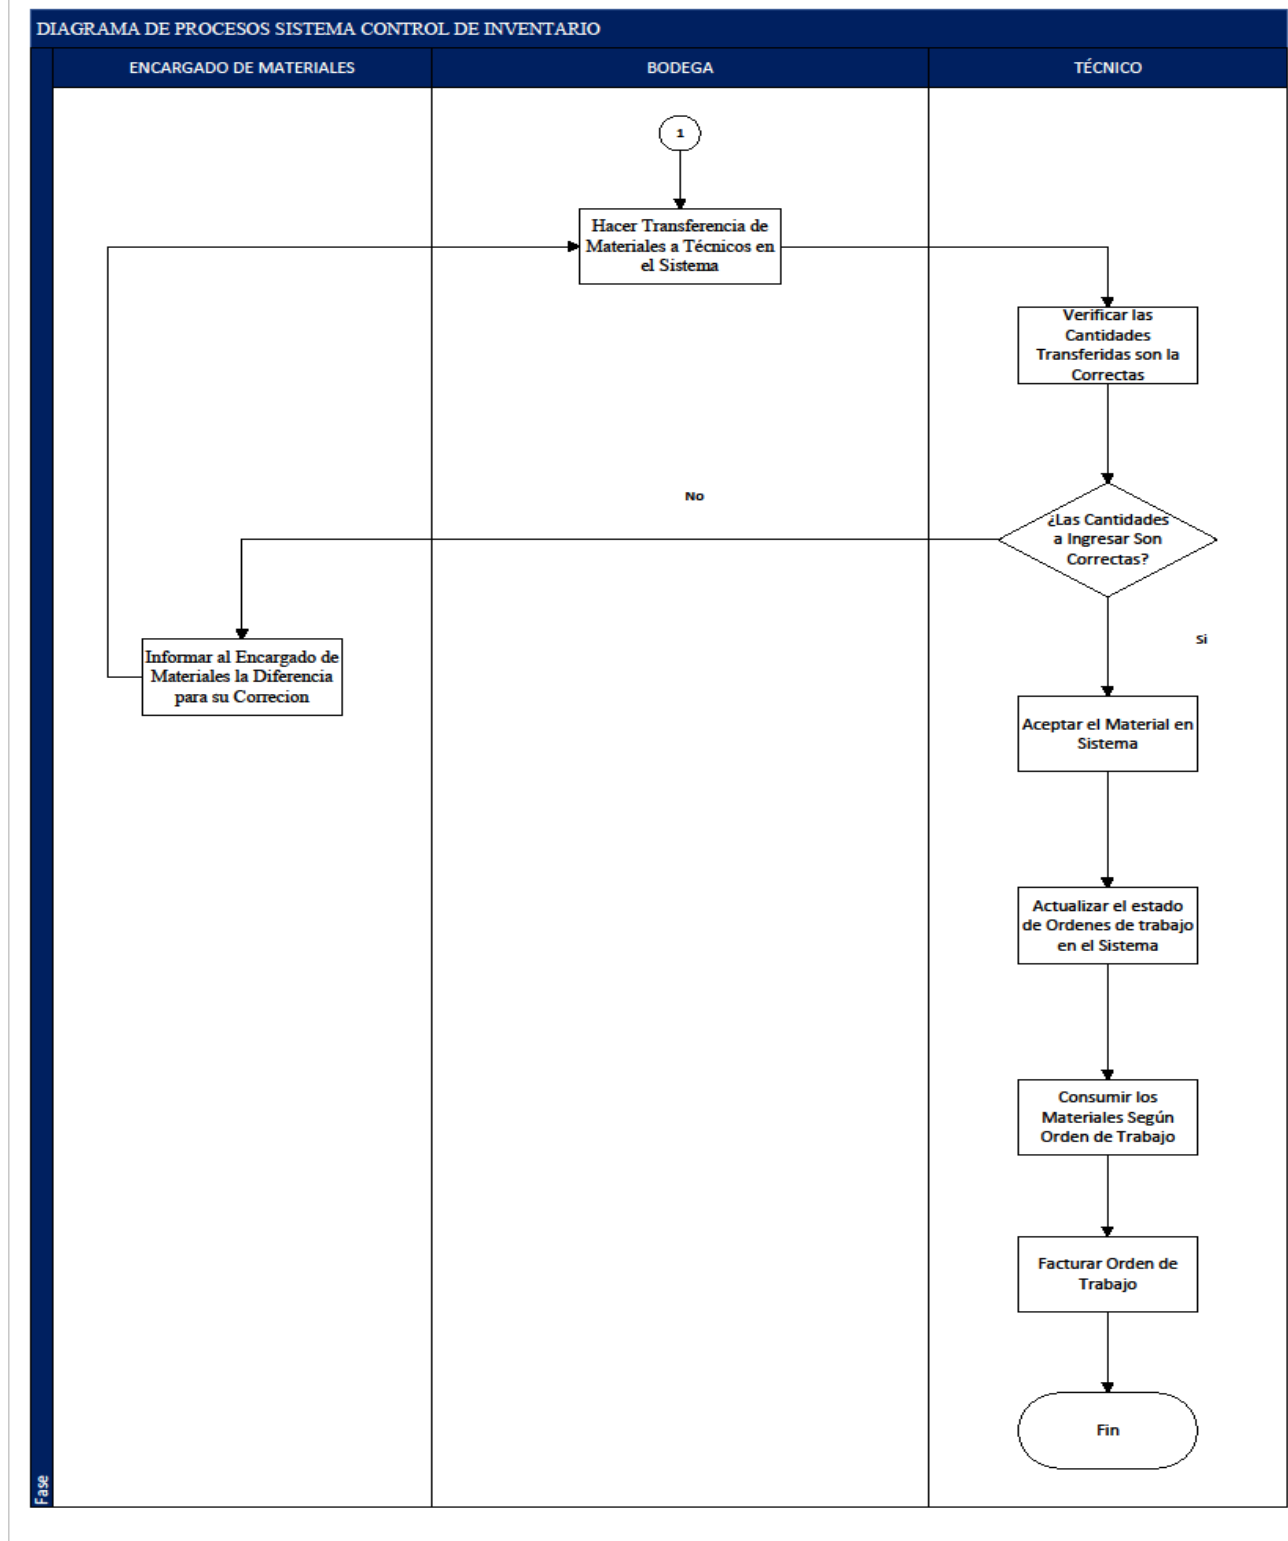 DIAGRAMA DE PROCESOS SISTEMA CONTROL DE INVENTARIO
ENCARGADO DE MATERIALES
BODEGA
TÉCNICO
1
Hacer Transferencia de
Materiales a Técnicos en
el Sistema
Verificar las
Cantidades
Transferidas son la
Correctas
No
¿Las Cantidades
a Ingresar Son
Correctas?
Si
Informar al Encargado de
Materiales la Diferencia
para su Correcion
Aceptar el Material en
Sistema
Actualizar el estado
de Ordenes de trabajo
en el Sistema
Consumir los
Materiales Según
Orden de Trabajo
Facturar Orden de
Trabajo
Fin
Fase